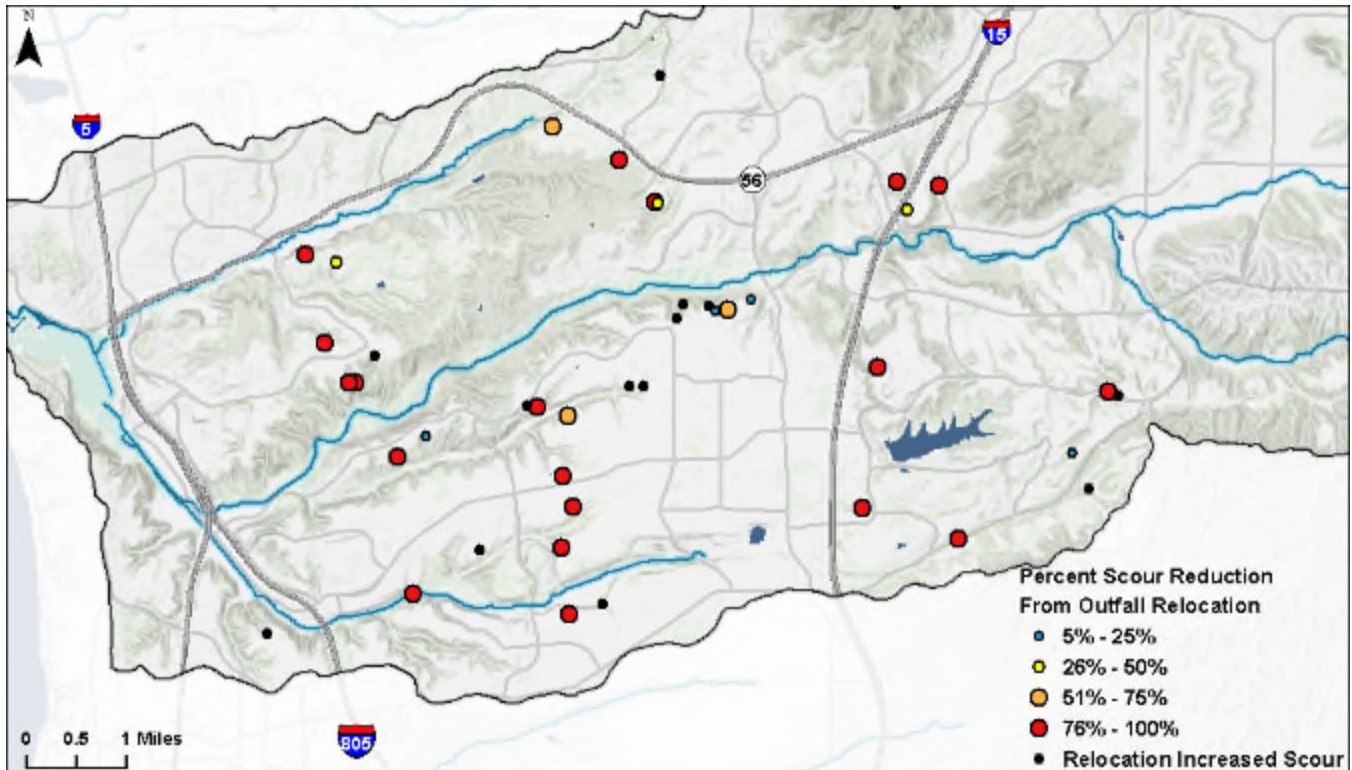 N
15
5
56
Percent Scour Reduction
From Outfall Relocation
5% - 25%
26% - 50%
51% - 75%
76% - 100%
Relocation Increased Scour
0 0.5 1 Miles
805